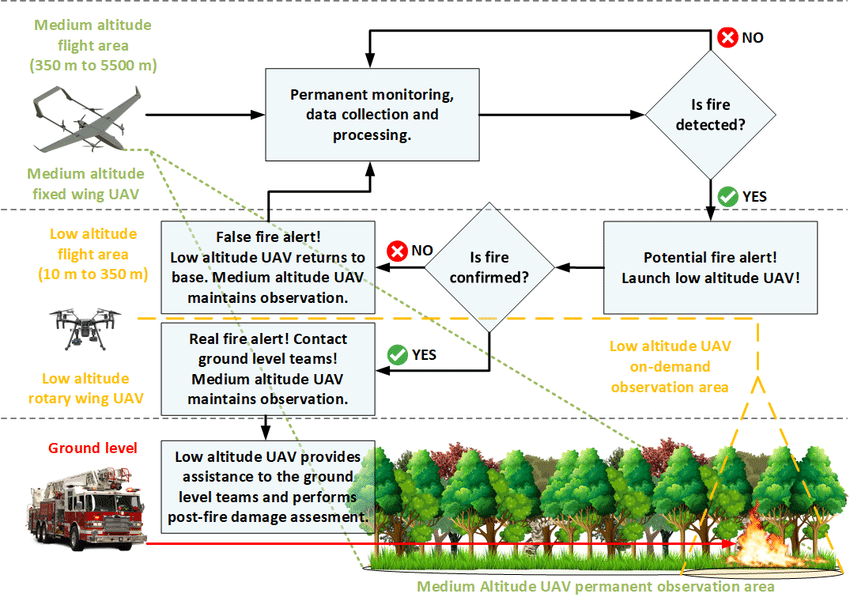 Medium altitude
flight area
(350 m to 5500 m)
Medium altitude
fixed wing UAV
Permanent monitoring,
data collection and
processing.
NO
Is fire
detected?
YES
Low altitude
flight area
(10 m to 350 m)
False fire alert!
Low altitude UAV returns to
base. Medium altitude UAV
maintains observation.
NO
Is fire
confirmed?
Potential fire alert!
Launch low altitude UAV!
Low altitude
rotary wing UAV
Real fire alert! Contact
ground level teams!
Medium altitude UAV
maintains observation.
YES
Low altitude UAV
on-demand
observation area
Ground level
Low altitude UAV provides
assistance to the ground
level teams and performs
post-fire damage assesment.
Medium Altitude UAV permanent observation area